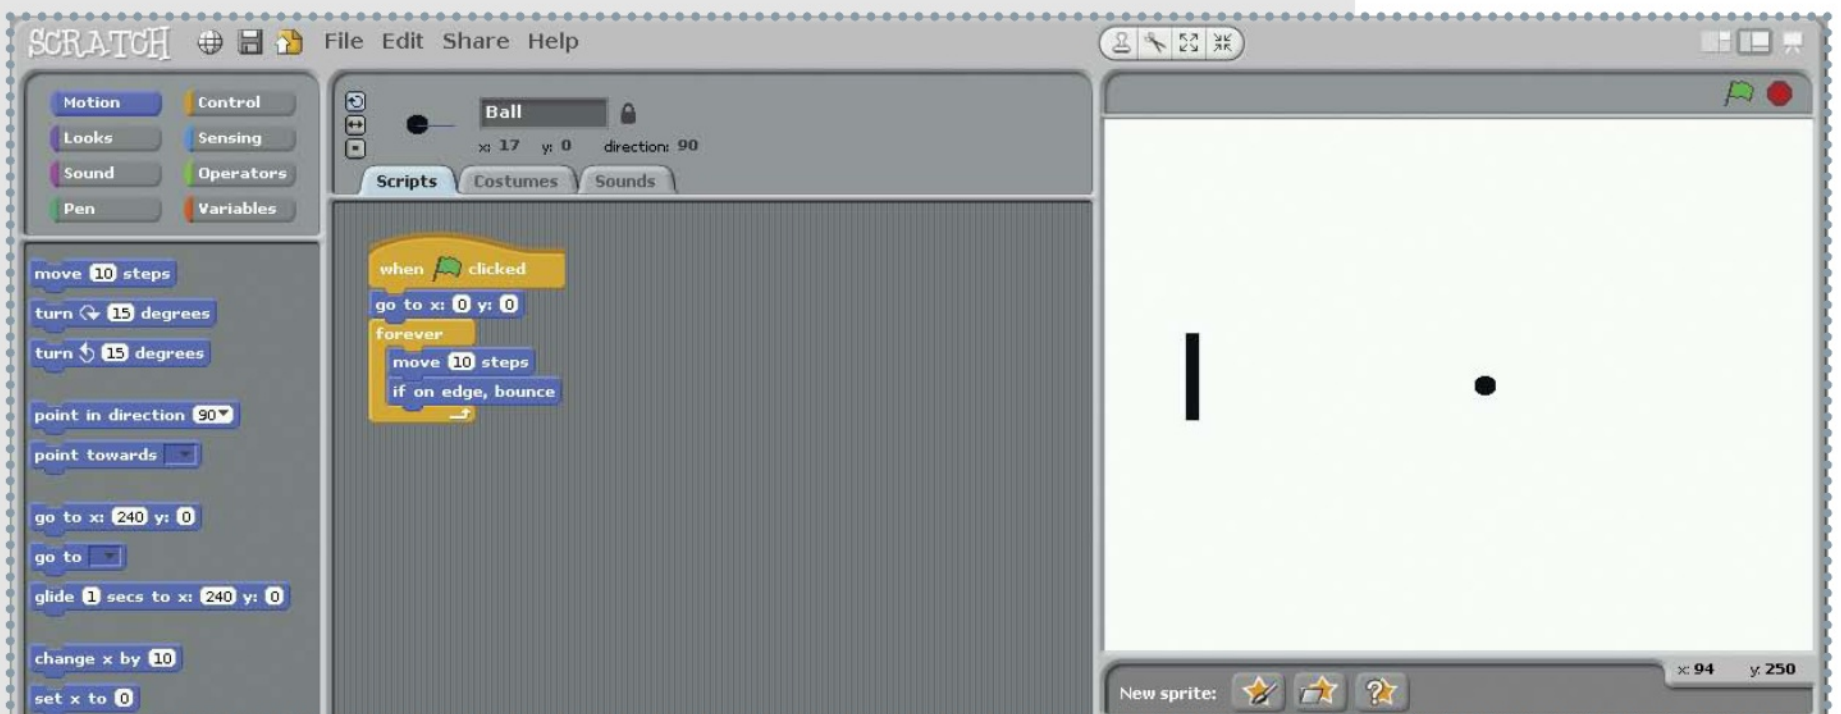 SCRATCH File Edit Share Help
Motion Control
Looks Sensing
Sound Operators
Pen Variables
move 10 steps
turn 15 degrees
turn 15 degrees
point in direction 90
point towards
go to x: 240 y: 0
go to
glide 1 secs to x: 240 y: 0
change x by 10
set x to 0
Ball
x: 17 y: 0 direction: 90
Scripts Costumes Sounds
when clicked
go to x: 0 y: 0
forever
move 10 steps
if on edge, bounce
x: 94 y: 250
New sprite: